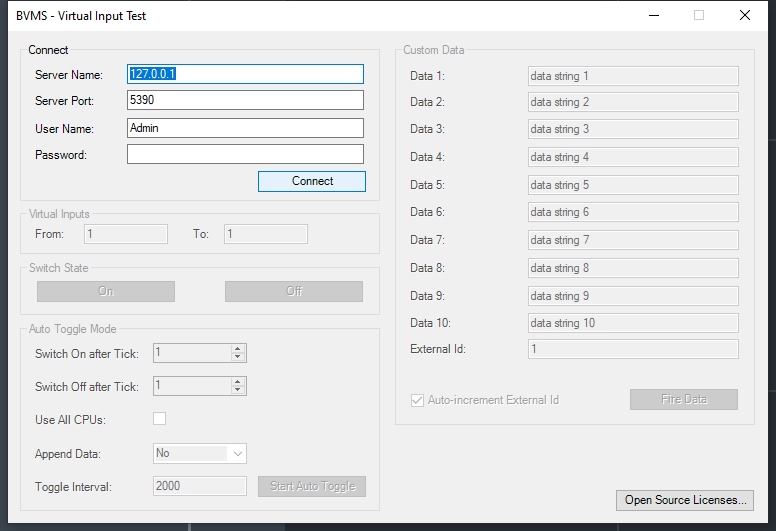 BVMS - Virtual Input Test
Connect
Server Name: 127.0.0.1
Server Port: 5390
User Name: Admin
Password:
Connect
Virtual Inputs
From: 1 To: 1
Switch State
On Off
Auto Toggle Mode
Switch On after Tick: 1
Switch Off after Tick: 1
Use All CPUs:
Append Data: No
Toggle Interval: 2000 Start Auto Toggle
Custom Data
Data 1: data string 1
Data 2: data string 2
Data 3: data string 3
Data 4: data string 4
Data 5: data string 5
Data 6: data string 6
Data 7: data string 7
Data 8: data string 8
Data 9: data string 9
Data 10: data string 10
External Id: 1
Auto-increment External Id Fire Data
Open Source Licenses...